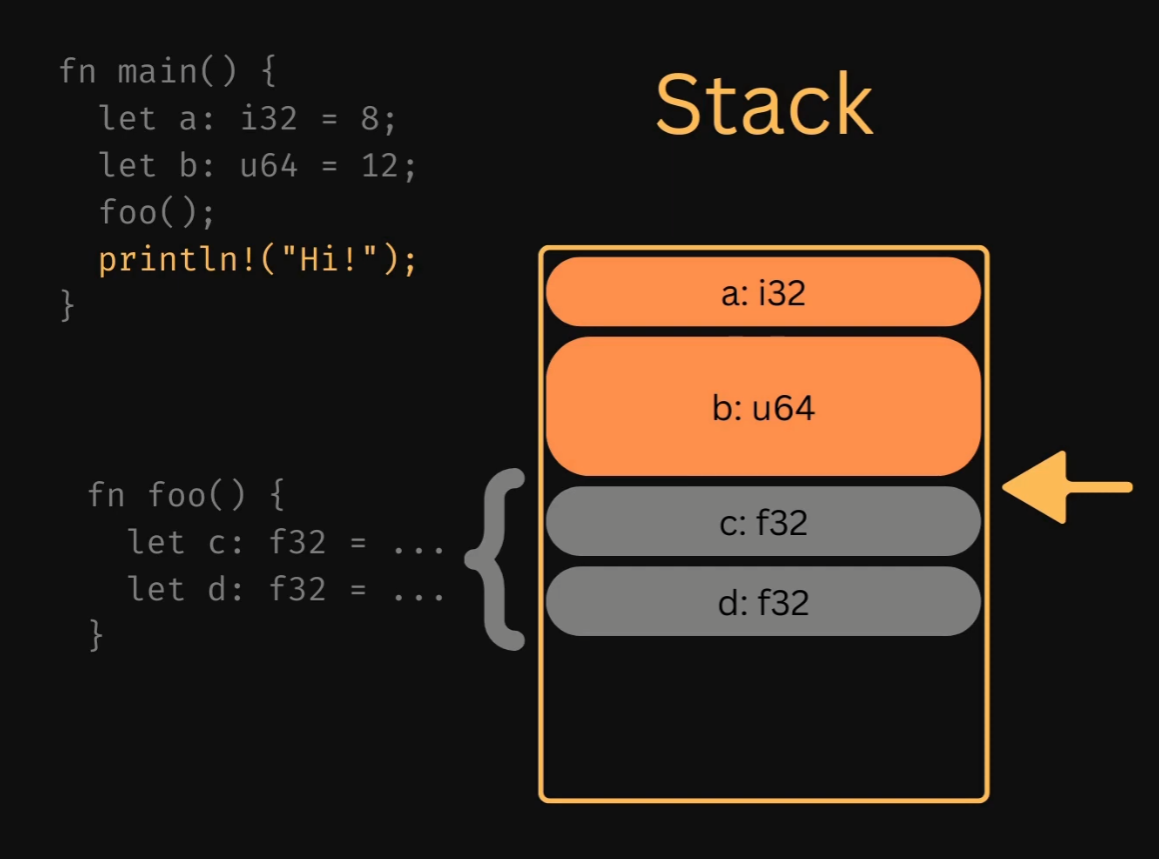 fn main() {
let a: i32 = 8;
let b: u64 = 12;
foo();
println!("Hi!");
}
fn foo() {
let c: f32 = ...
let d: f32 = ...
}
Stack
a: i32
b: u64
c: f32
d: f32